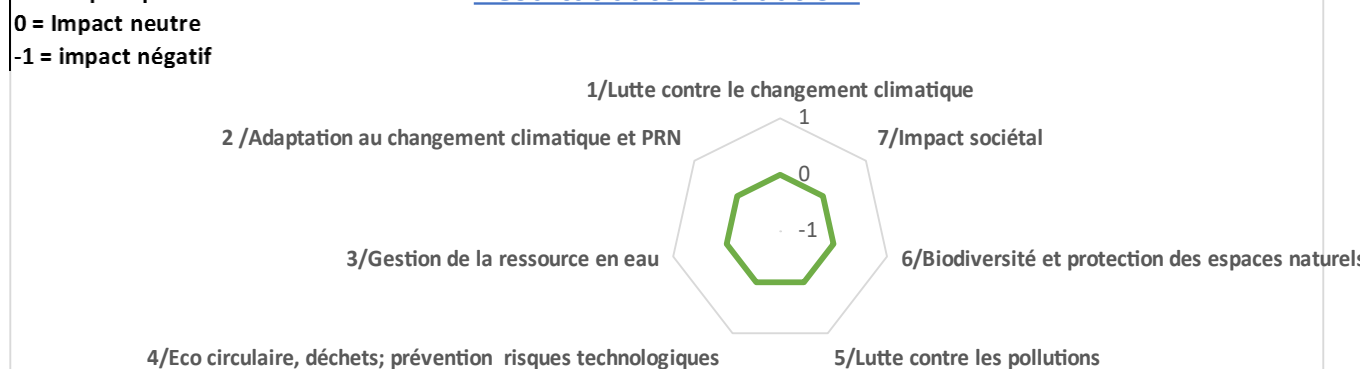 0 = Impact neutre
-1 = impact négatif
1/Lutte contre le changement climatique
1
2 /Adaptation au changement climatique et PRN
7/Impact sociétal
0
-1
3/Gestion de la ressource en eau
6/Biodiversité et protection des espaces naturels
4/Eco circulaire, déchets; prévention  risques technologiques
5/Lutte contre les pollutions